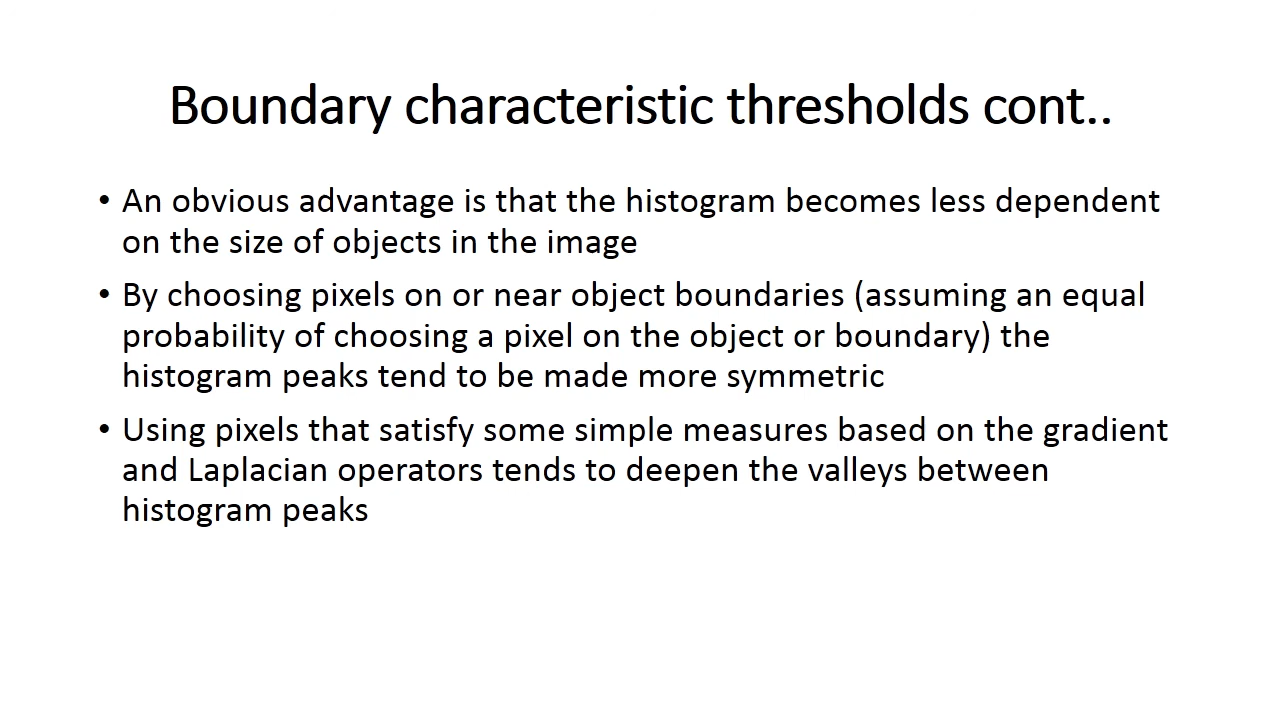 Boundary characteristic thresholds cont..
• An obvious advantage is that the histogram becomes less dependent
on the size of objects in the image
• By choosing pixels on or near object boundaries (assuming an equal
probability of choosing a pixel on the object or boundary) the
histogram peaks tend to be made more symmetric
• Using pixels that satisfy some simple measures based on the gradient
and Laplacian operators tends to deepen the valleys between
histogram peaks